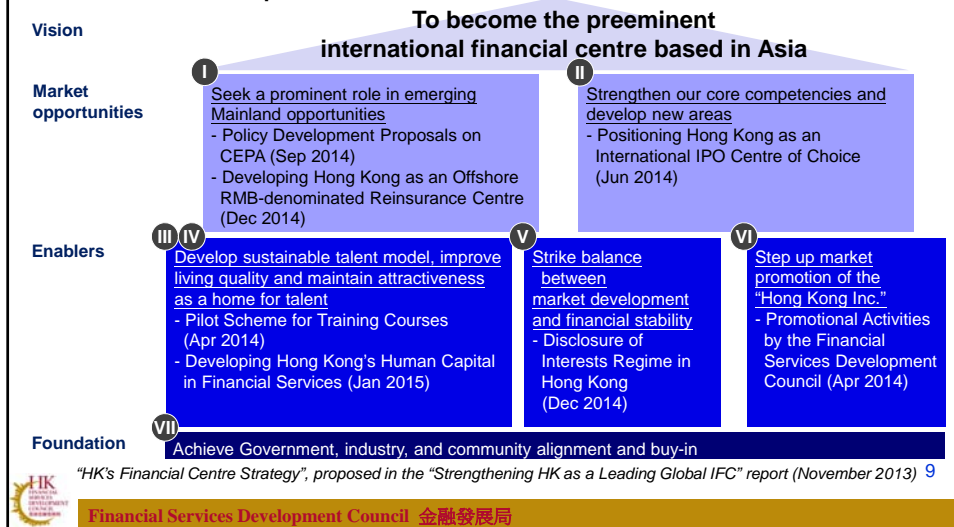 Vision
To become the preeminent
international financial centre based in Asia
Market
opportunities
I
Seek a prominent role in emerging
Mainland opportunities
- Policy Development Proposals on
CEPA (Sep 2014)
- Developing Hong Kong as an Offshore
RMB-denominated Reinsurance Centre
(Dec 2014)
II
Strengthen our core competencies and
develop new areas
- Positioning Hong Kong as an
International IPO Centre of Choice
(Jun 2014)
Enablers
III IV
Develop sustainable talent model, improve
living quality and maintain attractiveness
as a home for talent
- Pilot Scheme for Training Courses
(Apr 2014)
- Developing Hong Kong's Human Capital
in Financial Services (Jan 2015)
V
Strike balance
between
market development
and financial stability
- Disclosure of
Interests Regime in
Hong Kong
(Dec 2014)
VI
Step up market
promotion of the
“Hong Kong Inc.”
- Promotional Activities
by the Financial
Services Development
Council (Apr 2014)
Foundation
VII
Achieve Government, industry, and community alignment and buy-in
“HK's Financial Centre Strategy”, proposed in the “Strengthening HK as a Leading Global IFC” report (November 2013) 9
HK
FINANCIAL
SERVICES
DEVELOPMENT
COUNCIL
Financial Services Development Council 金融發展局